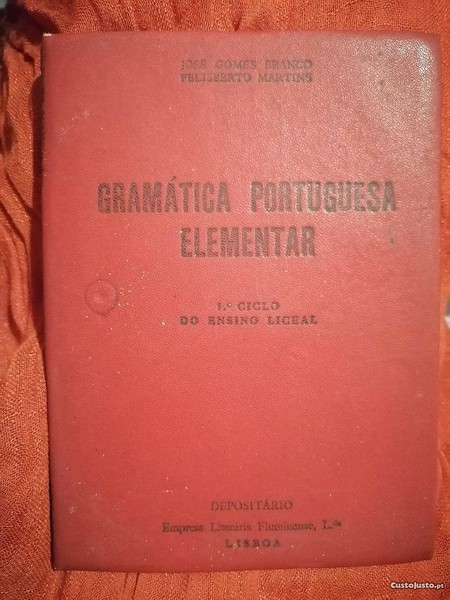 JOSÉ GOMES BRANCO
FELISBERTO MARTINS
GRAMÁTICA PORTUGUESA
ELEMENTAR
1.º CICLO
DO ENSINO LICEAL
DEPOSITÁRIO
Empresa Literária Fluminense, L.da
LISBOA
CustoJusto.pt